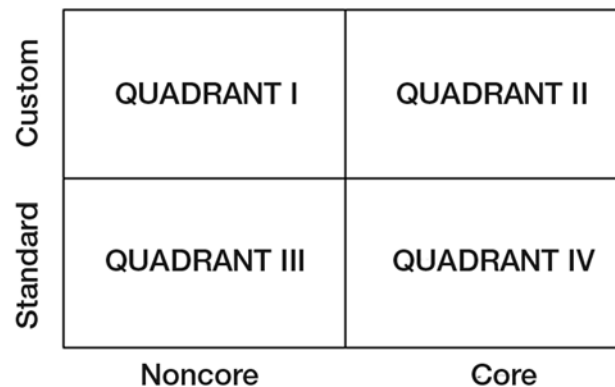 Custom
QUADRANT I
QUADRANT II
Standard
QUADRANT III
QUADRANT IV
Noncore
Core